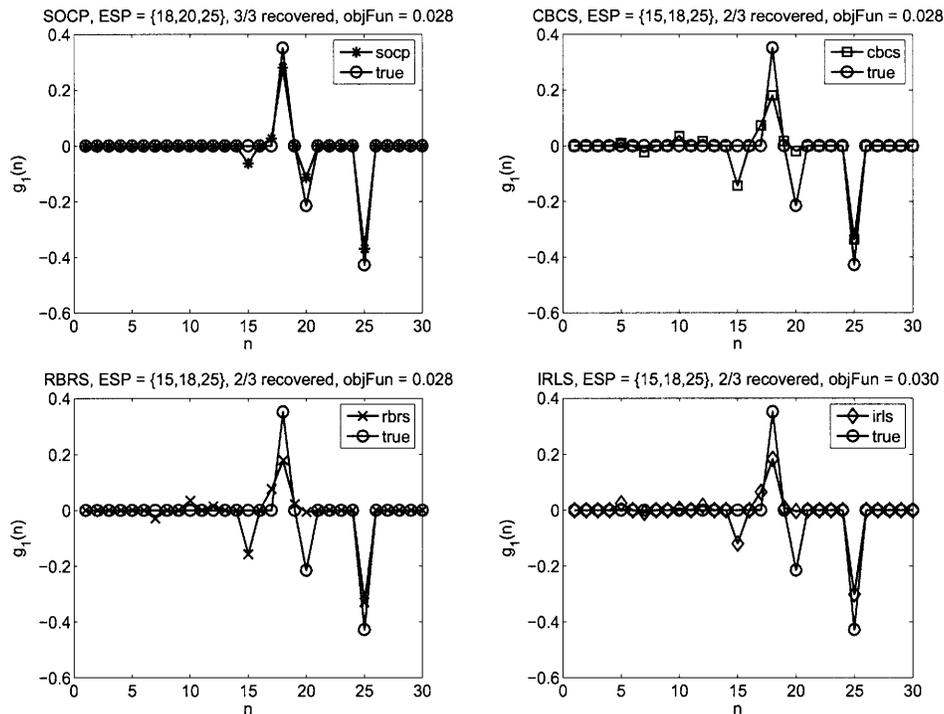 SOCP, ESP = {18,20,25}, 3/3 recovered, objFun = 0.028
0.4
0.2
0
−0.2
−0.4
−0.6
g1(n)
socp
true
0 5 10 15 20 25 30
n
CBCS, ESP = {15,18,25}, 2/3 recovered, objFun = 0.028
0.4
0.2
0
−0.2
−0.4
−0.6
g1(n)
cbcs
true
0 5 10 15 20 25 30
n
RBRS, ESP = {15,18,25}, 2/3 recovered, objFun = 0.028
0.4
0.2
0
−0.2
−0.4
−0.6
g1(n)
rbrs
true
0 5 10 15 20 25 30
n
IRLS, ESP = {15,18,25}, 2/3 recovered, objFun = 0.030
0.4
0.2
0
−0.2
−0.4
−0.6
g1(n)
irls
true
0 5 10 15 20 25 30
n